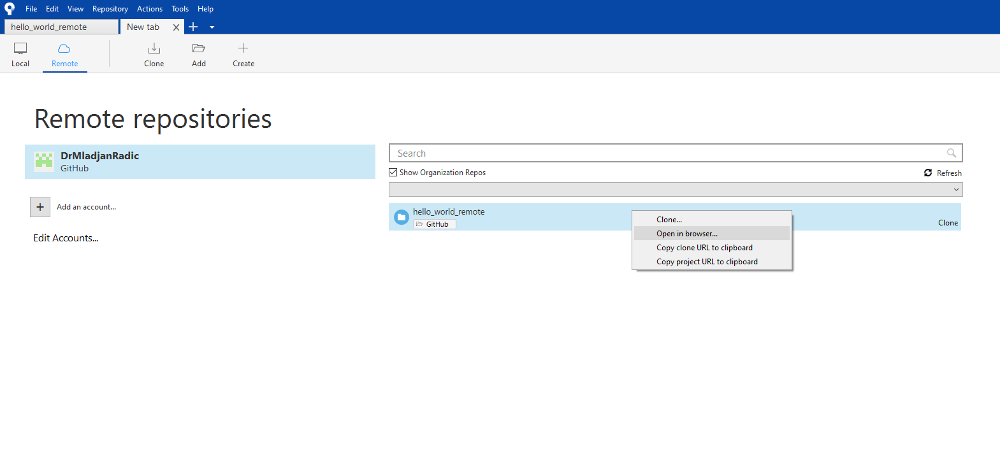 File Edit View Repository Actions Tools Help
hello_world_remote New tab
Local Remote Clone Add Create
Remote repositories
DrMladjanRadic
GitHub
Add an account...
Edit Accounts...
Search
Show Organization Repos Refresh
hello_world_remote
GitHub
Clone
Clone...
Open in browser...
Copy clone URL to clipboard
Copy project URL to clipboard